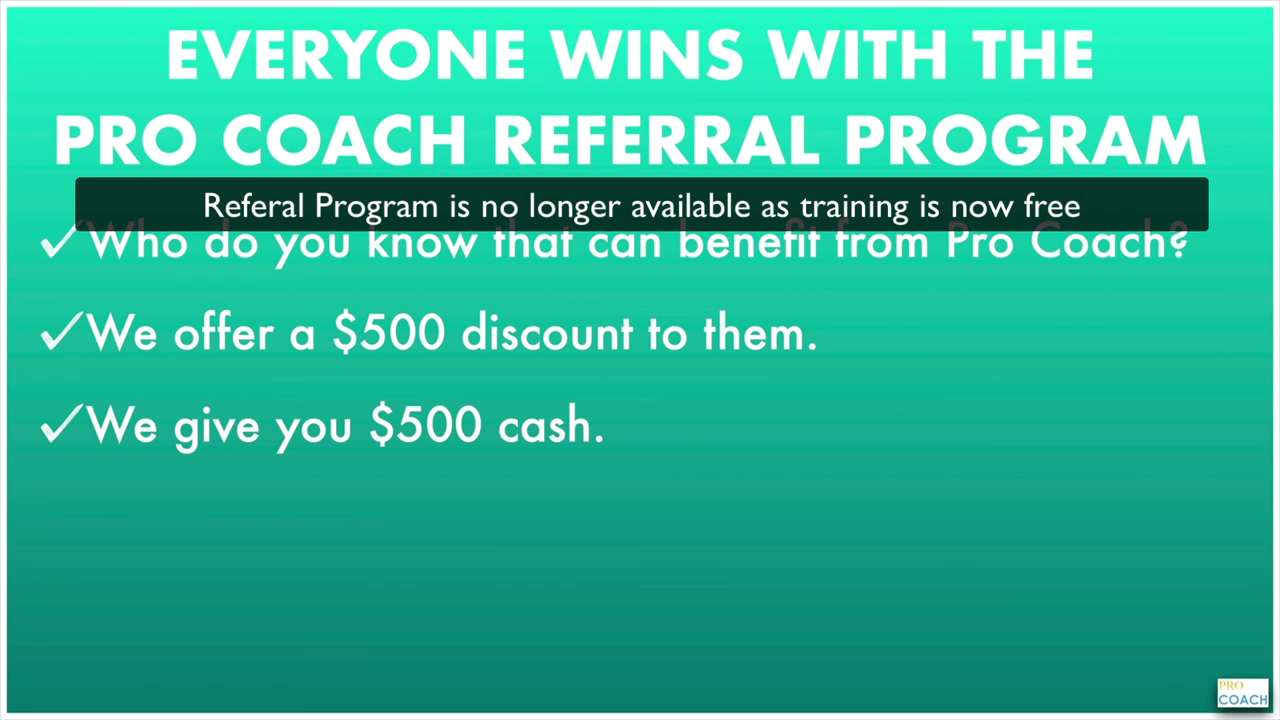 EVERYONE WINS WITH THE
PRO COACH REFERRAL PROGRAM
Referal Program is no longer available as training is now free
✓Who do you know that can benefit from Pro Coach?
✓We offer a $500 discount to them.
✓We give you $500 cash.
PRO
COACH